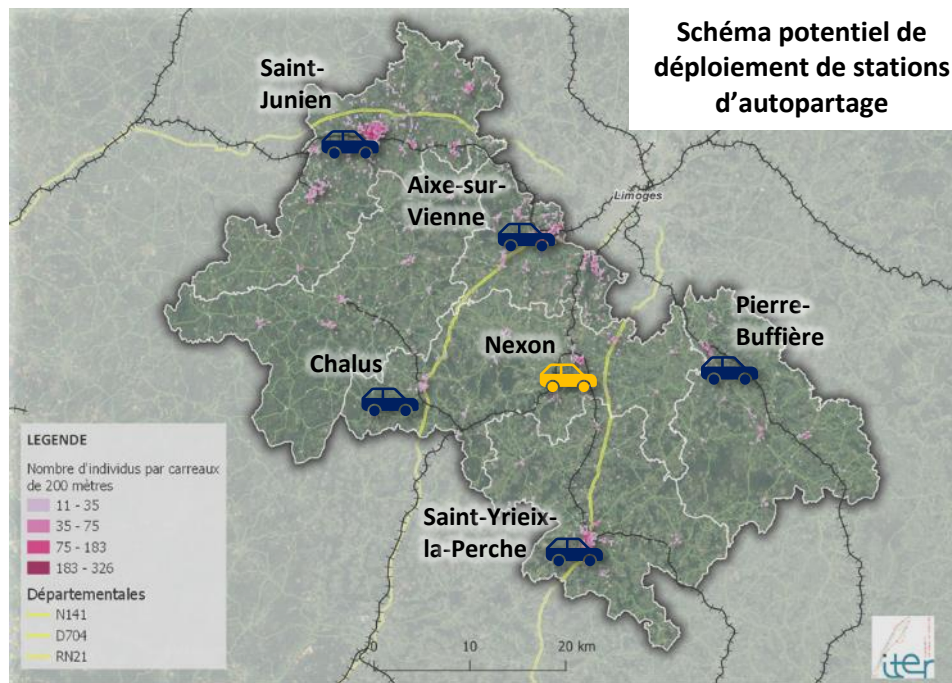 Schéma potentiel de
déploiement de stations
d'autopartage
Saint-
Junien
Aixe-sur-
Vienne
Limoges
Pierre-
Buffière
Nexon
Chalus
Saint-Yrieix-
la-Perche
LEGENDE
Nombre d'individus par carreaux
de 200 mètres
11 - 35
35 - 75
75 - 183
183 - 326
Départementales
N141
D704
RN21
0 10 20 km
iter